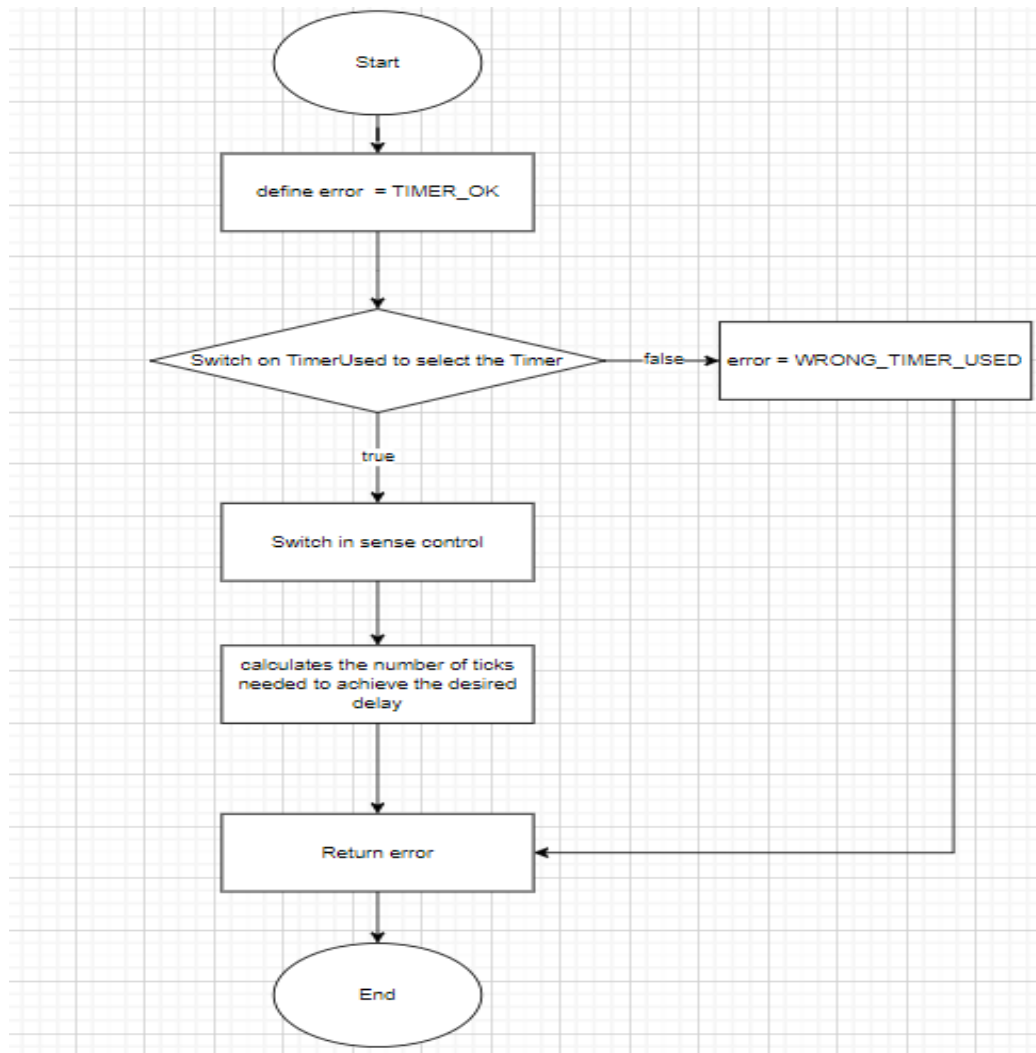 Start
define error = TIMER_OK
Switch on TimerUsed to select the Timer
false
error = WRONG_TIMER_USED
true
Switch in sense control
calculates the number of ticks
needed to achieve the desired
delay
Return error
End